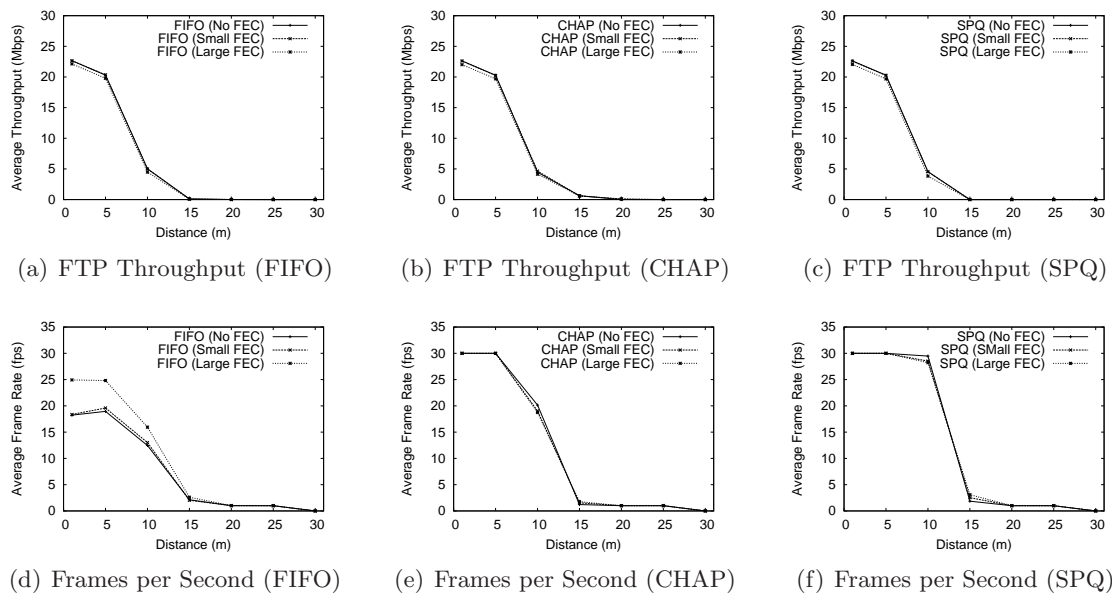 Average Throughput (Mbps)
30
25
20
15
10
5
0
FIFO (No FEC)
FIFO (Small FEC)
FIFO (Large FEC)
0 5 10 15 20 25 30
Distance (m)
(a) FTP Throughput (FIFO)
Average Throughput (Mbps)
30
25
20
15
10
5
0
CHAP (No FEC)
CHAP (Small FEC)
CHAP (Large FEC)
0 5 10 15 20 25 30
Distance (m)
(b) FTP Throughput (CHAP)
Average Throughput (Mbps)
30
25
20
15
10
5
0
SPQ (No FEC)
SPQ (Small FEC)
SPQ (Large FEC)
0 5 10 15 20 25 30
Distance (m)
(c) FTP Throughput (SPQ)
Average Frame Rate (fps)
35
30
25
20
15
10
5
0
FIFO (No FEC)
FIFO (Small FEC)
FIFO (Large FEC)
0 5 10 15 20 25 30
Distance (m)
(d) Frames per Second (FIFO)
Average Frame Rate (fps)
35
30
25
20
15
10
5
0
CHAP (No FEC)
CHAP (Small FEC)
CHAP (Large FEC)
0 5 10 15 20 25 30
Distance (m)
(e) Frames per Second (CHAP)
Average Frame Rate (fps)
35
30
25
20
15
10
5
0
SPQ (No FEC)
SPQ (SMall FEC)
SPQ (Large FEC)
0 5 10 15 20 25 30
Distance (m)
(f) Frames per Second (SPQ)